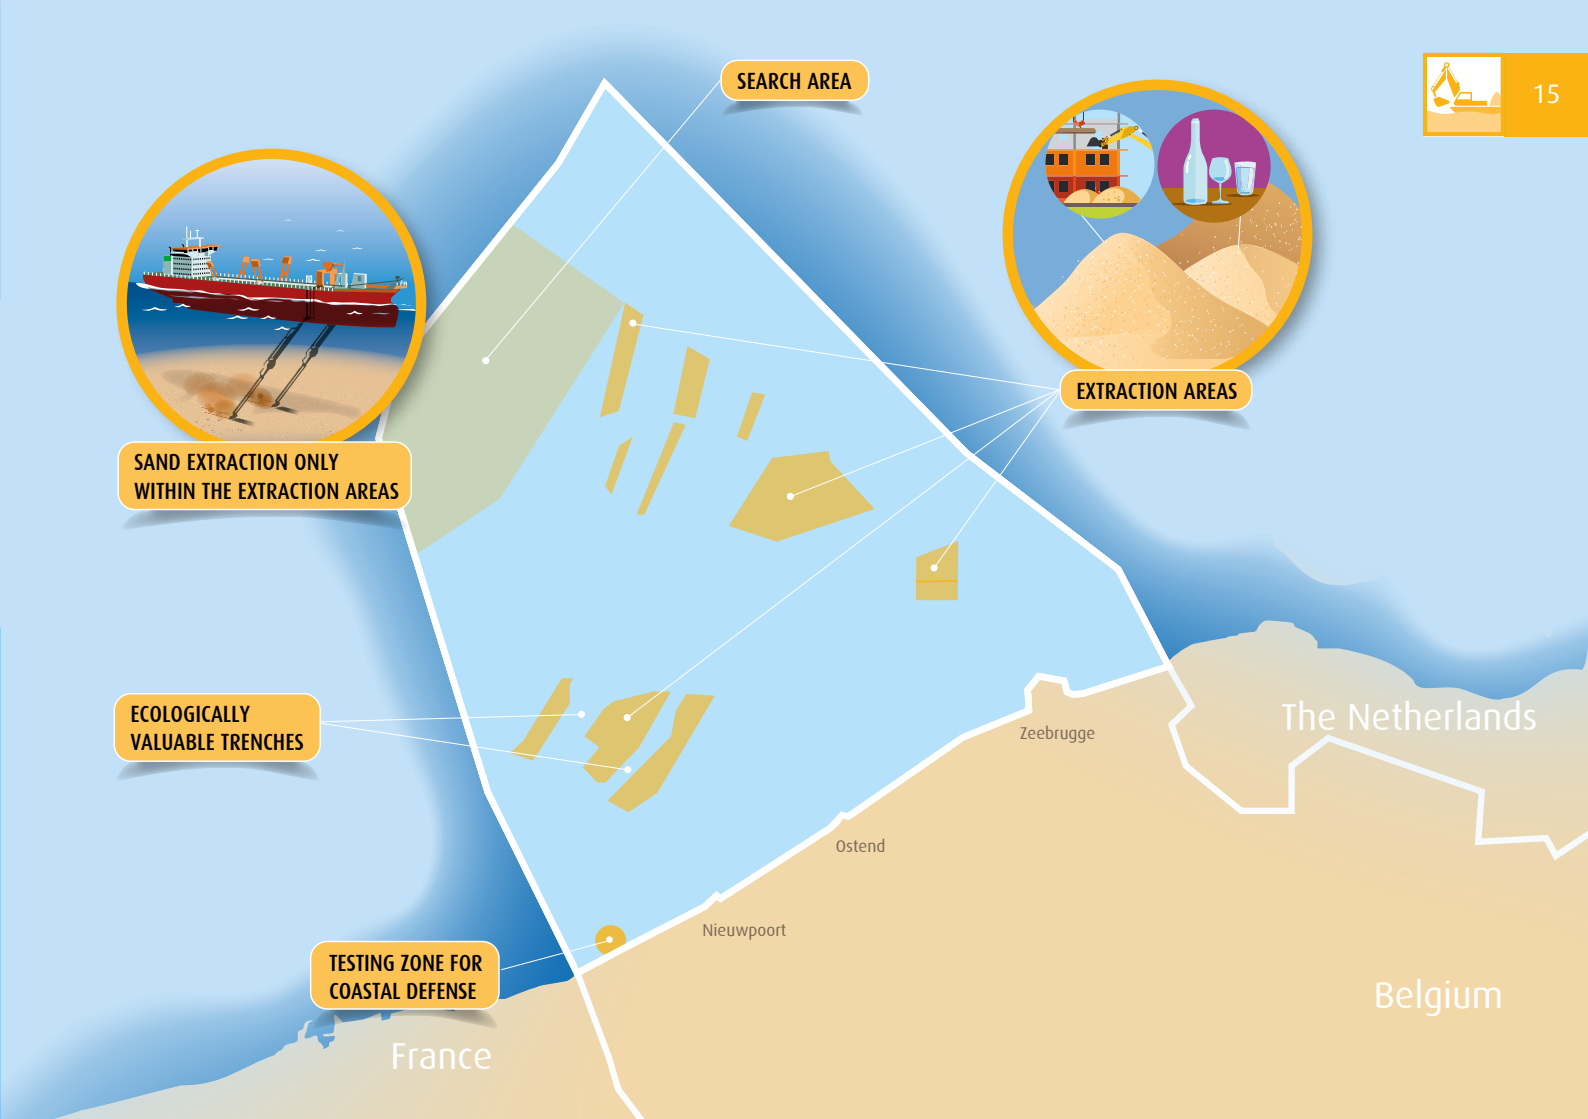 SEARCH AREA
15
EXTRACTION AREAS
SAND EXTRACTION ONLY
WITHIN THE EXTRACTION AREAS
ECOLOGICALLY
VALUABLE TRENCHES
The Netherlands
Zeebrugge
Ostend
Nieuwpoort
TESTING ZONE FOR
COASTAL DEFENSE
Belgium
France